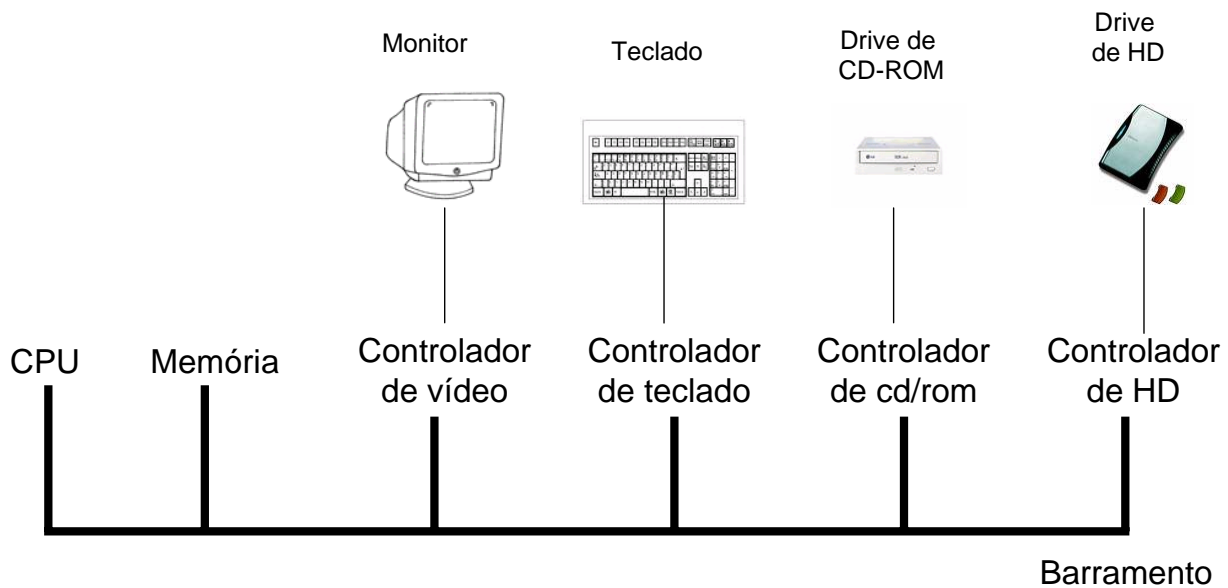 Monitor
Teclado
Drive de
CD-ROM
Drive
de HD
CPU
Memória
Controlador
de vídeo
Controlador
de teclado
Controlador
de cd/rom
Controlador
de HD
Barramento